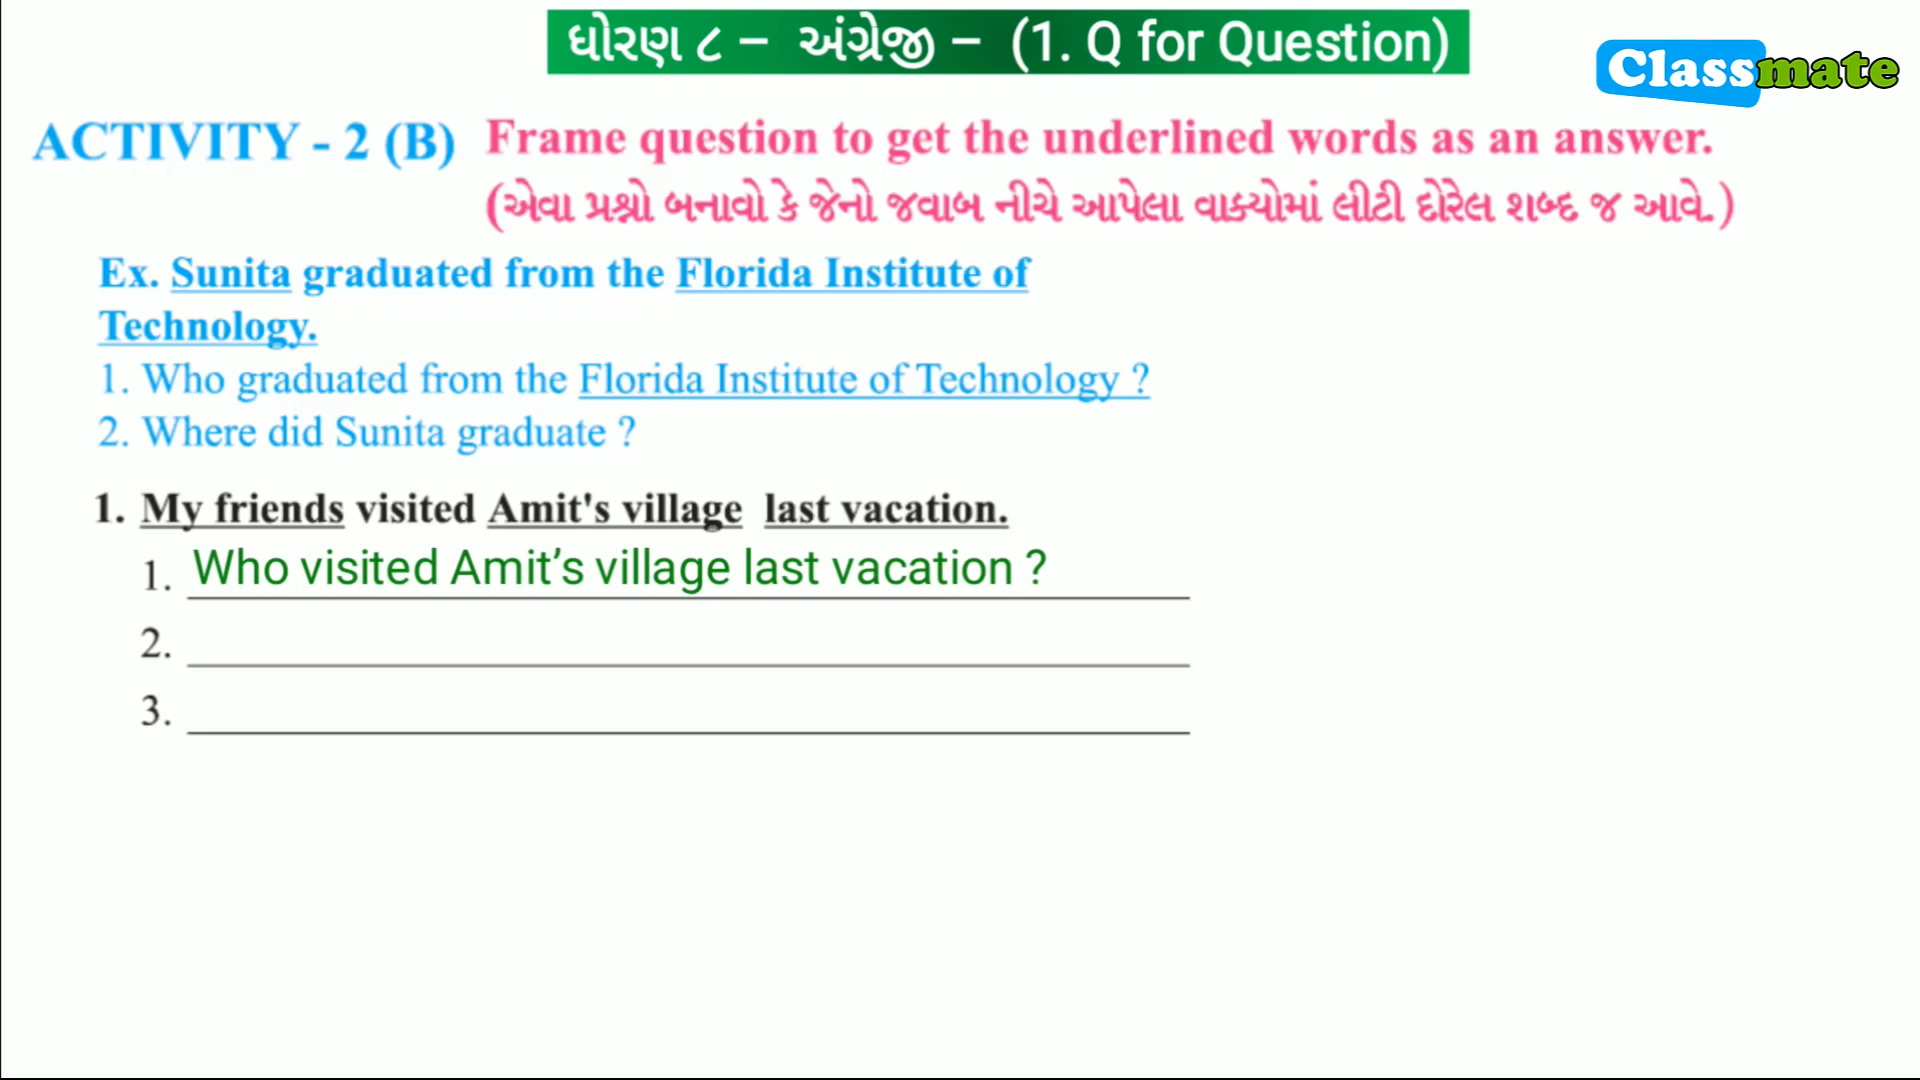 ધોરણ ૮ – અંગ્રેજી – (1. Q for Question)
Classmate
ACTIVITY - 2 (B) Frame question to get the underlined words as an answer.
(એવા પ્રશ્નો બનાવો કે જેનો જવાબ નીચે આપેલા વાક્યોમાં લીટી દોરેલ શબ્દ જ આવે.)
Ex. Sunita graduated from the Florida Institute of
Technology.
1. Who graduated from the Florida Institute of Technology ?
2. Where did Sunita graduate ?
1. My friends visited Amit's village last vacation.
1. Who visited Amit’s village last vacation ?
2.
3.